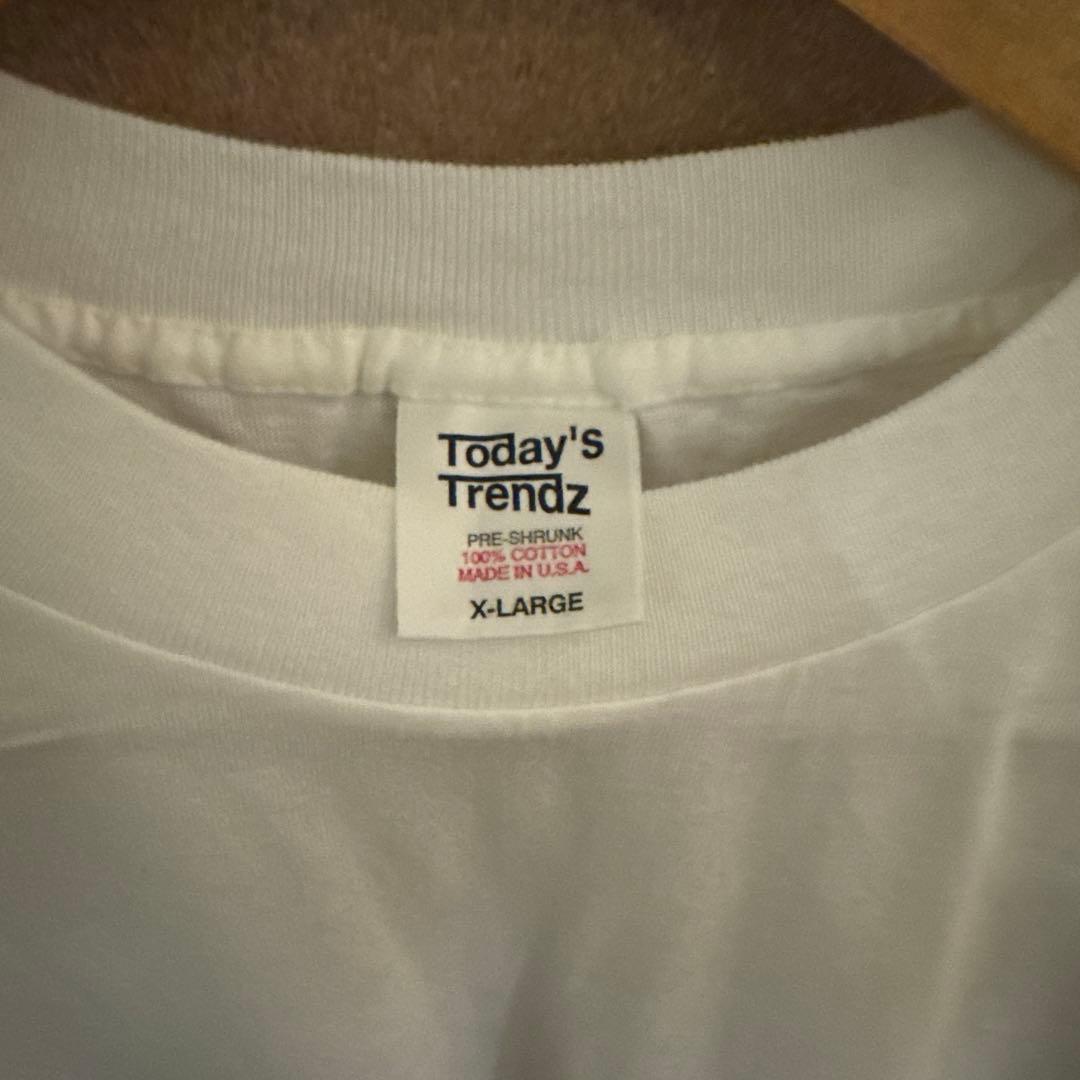 Today's
Trendz
PRE-SHRUNK
100% COTTON
MADE IN U.S.A.
X-LARGE